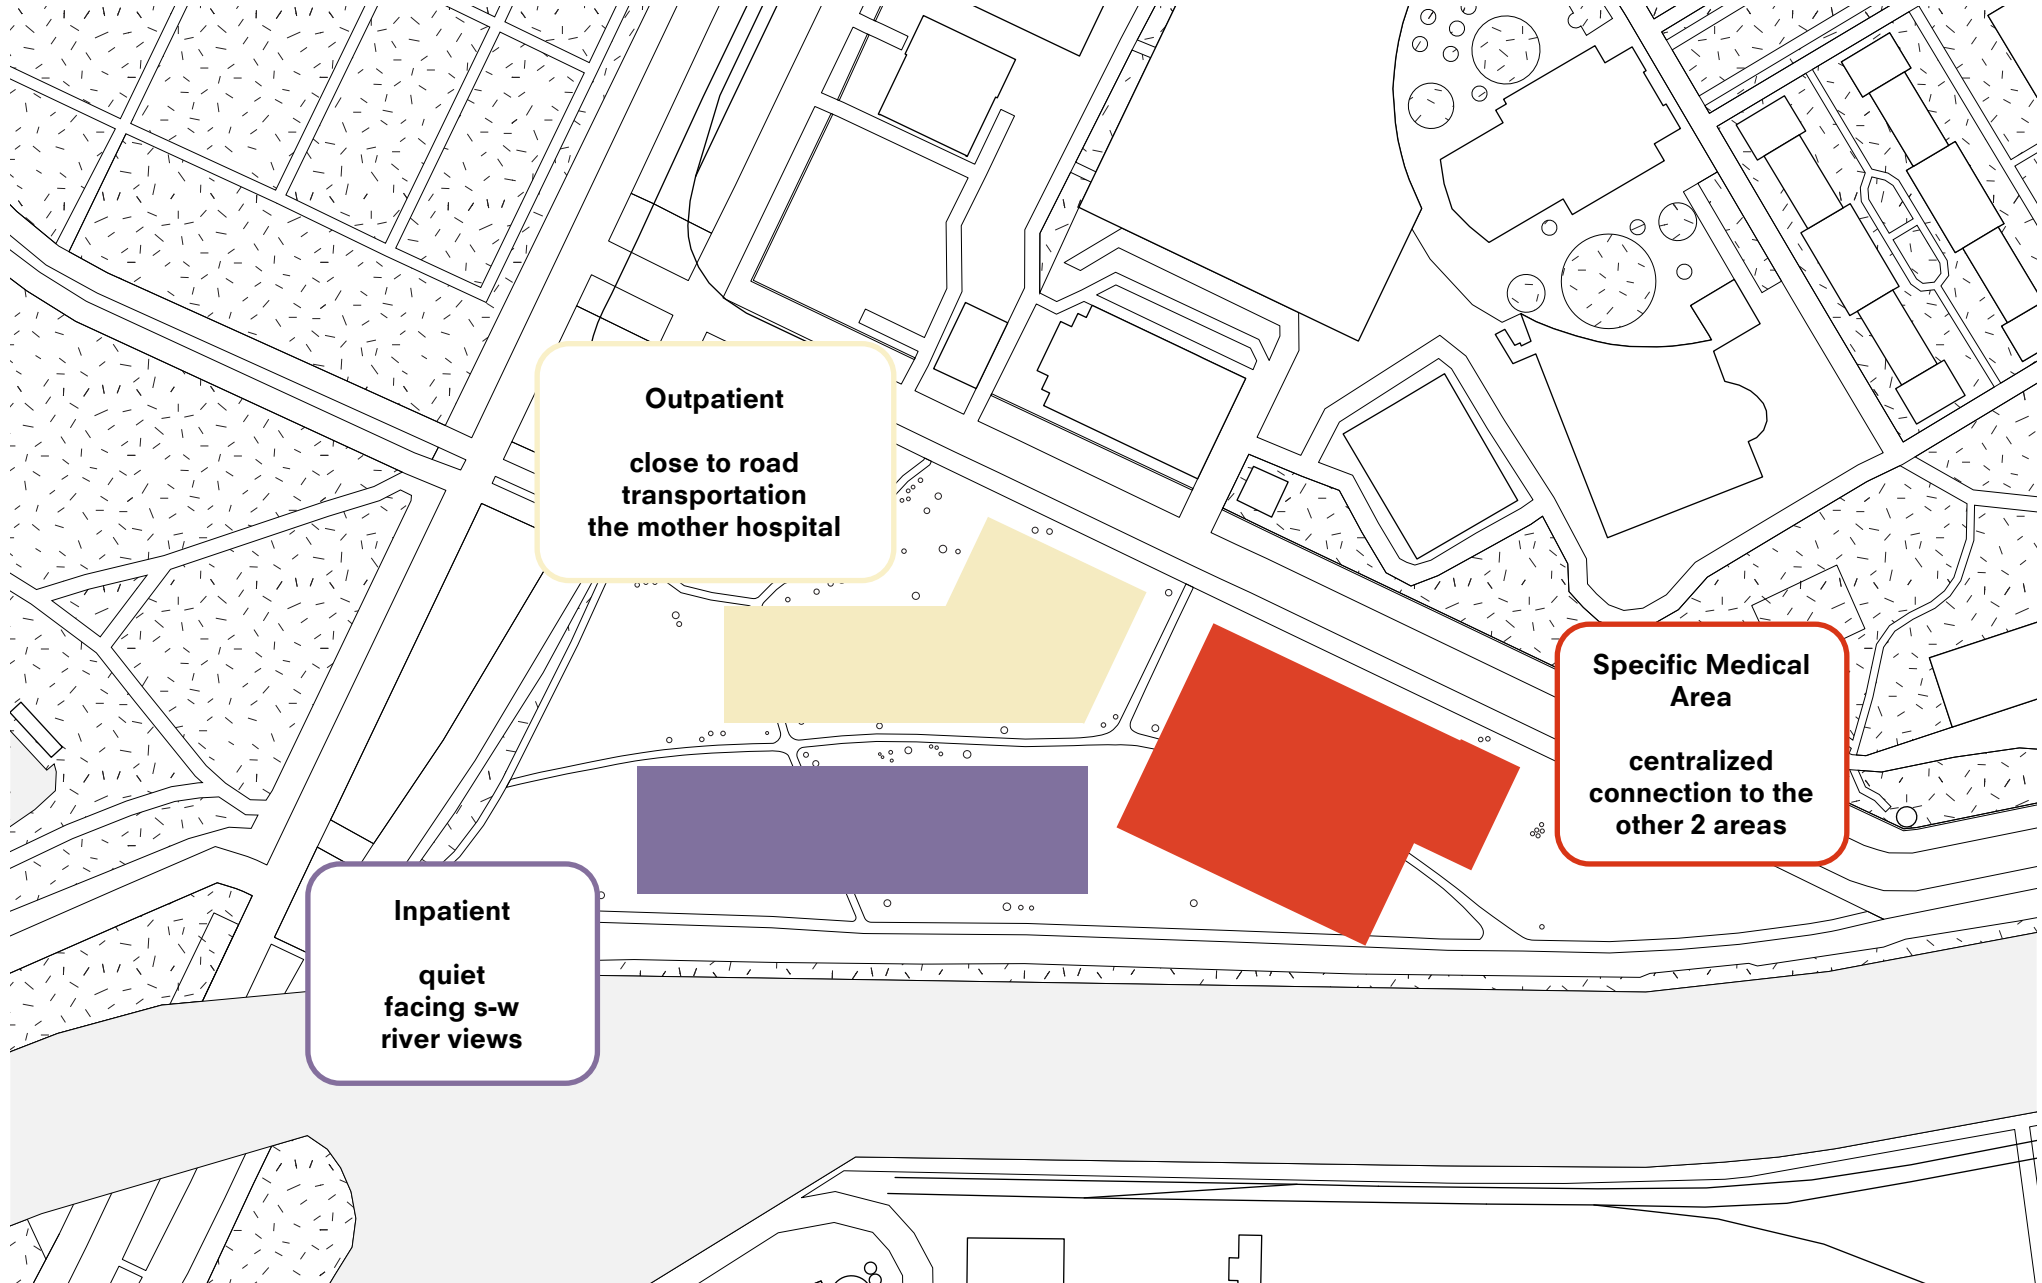 Outpatient
close to road
transportation
the mother hospital
Specific Medical
Area
centralized
connection to the
other 2 areas
Inpatient
quiet
facing s-w
river views